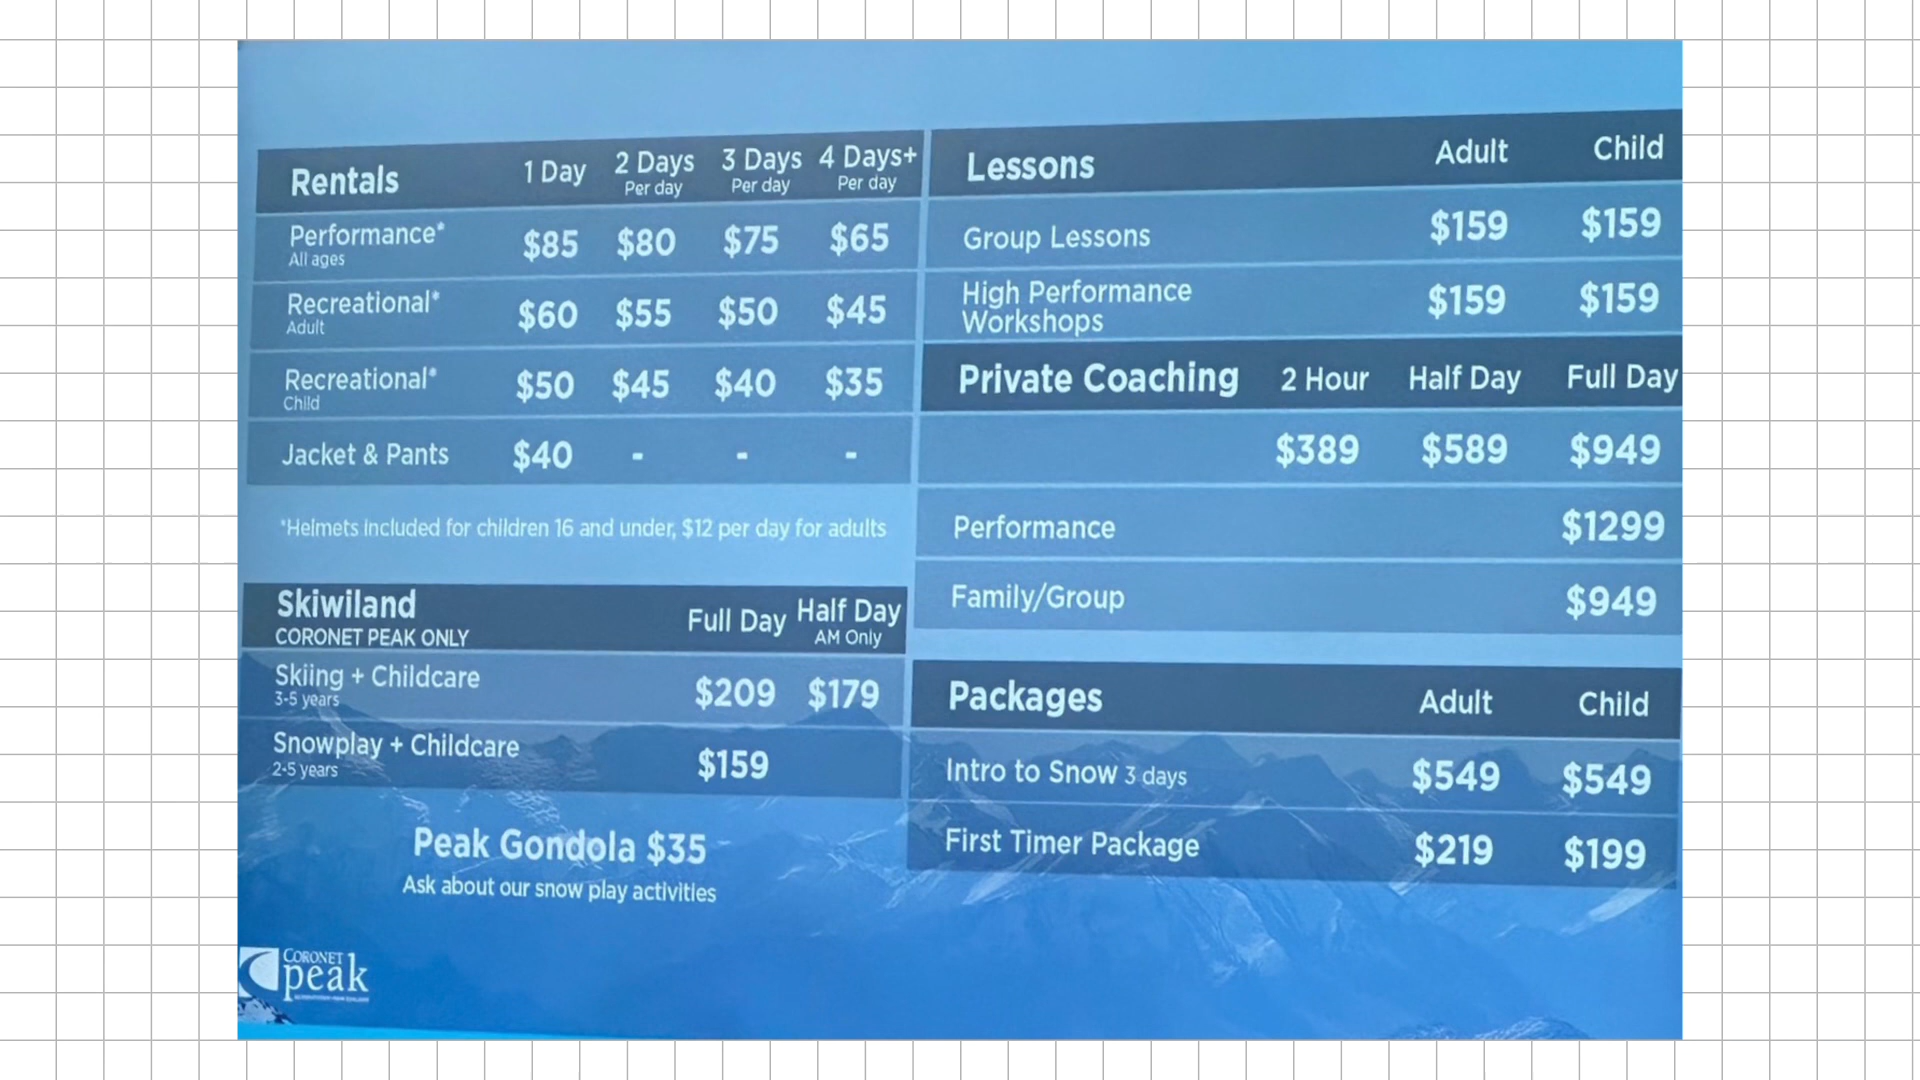 Rentals 1 Day 2 Days Per day 3 Days Per day 4 Days+ Per day
Performance* All ages $85 $80 $75 $65
Recreational* Adult $60 $55 $50 $45
Recreational* Child $50 $45 $40 $35
Jacket & Pants $40 - - -
*Helmets included for children 16 and under, $12 per day for adults
Skiwiland Full Day Half Day
CORONET PEAK ONLY AM Only
Skiing + Childcare $209 $179
3-5 years
Snowplay + Childcare $159
2-5 years
Peak Gondola $35
Ask about our snow play activities
CORONET
peak
Lessons Adult Child
Group Lessons $159 $159
High Performance
Workshops $159 $159
Private Coaching 2 Hour Half Day Full Day
$389 $589 $949
Performance $1299
Family/Group $949
Packages Adult Child
Intro to Snow 3 days $549 $549
First Timer Package $219 $199